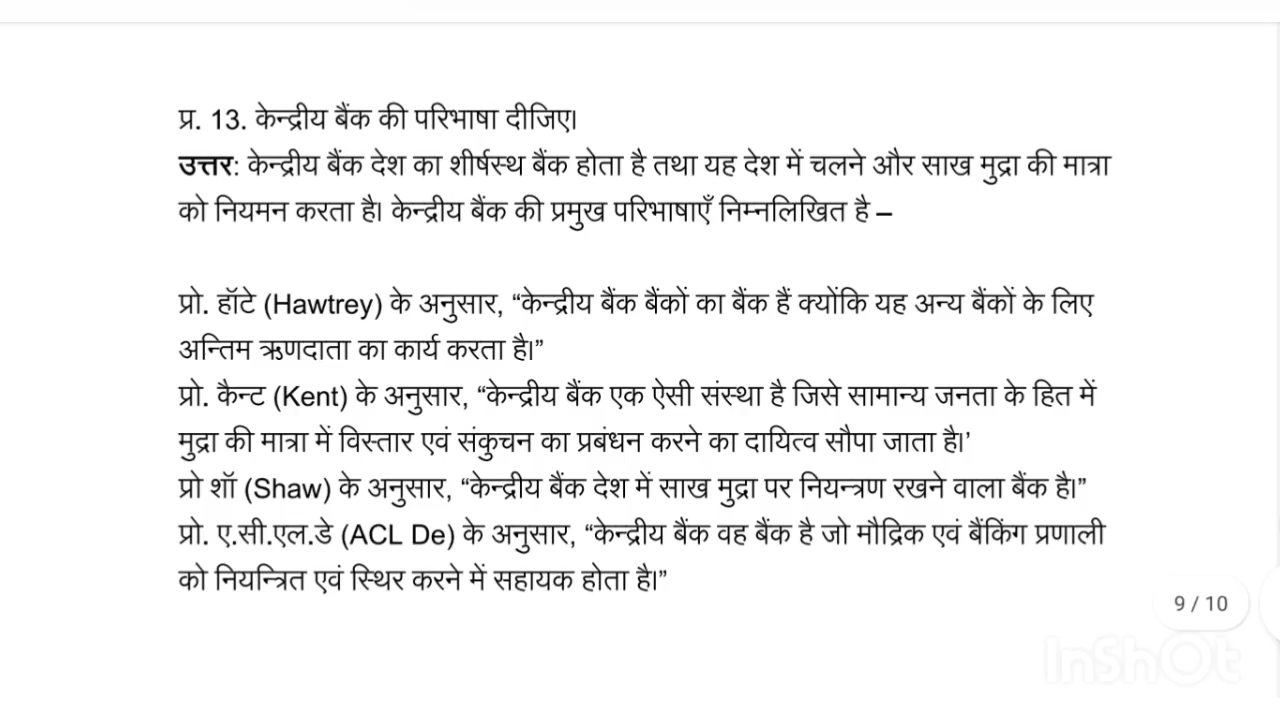 प्र. 13. केन्द्रीय बैंक की परिभाषा दीजिए।
उत्तर: केन्द्रीय बैंक देश का शीर्षस्थ बैंक होता है तथा यह देश में चलने और साख मुद्रा की मात्रा
को नियमन करता है। केन्द्रीय बैंक की प्रमुख परिभाषाएँ निम्नलिखित है –
प्रो. हॉटे (Hawtrey) के अनुसार, “केन्द्रीय बैंक बैंकों का बैंक हैं क्योंकि यह अन्य बैंकों के लिए
अन्तिम ऋणदाता का कार्य करता है।”
प्रो. कैन्ट (Kent) के अनुसार, “केन्द्रीय बैंक एक ऐसी संस्था है जिसे सामान्य जनता के हित में
मुद्रा की मात्रा में विस्तार एवं संकुचन का प्रबंधन करने का दायित्व सौपा जाता है।’
प्रो शॉ (Shaw) के अनुसार, “केन्द्रीय बैंक देश में साख मुद्रा पर नियन्त्रण रखने वाला बैंक है।”
प्रो. ए.सी.एल.डे (ACL De) के अनुसार, “केन्द्रीय बैंक वह बैंक है जो मौद्रिक एवं बैंकिंग प्रणाली
को नियन्त्रित एवं स्थिर करने में सहायक होता है।”
9 / 10
InShOt